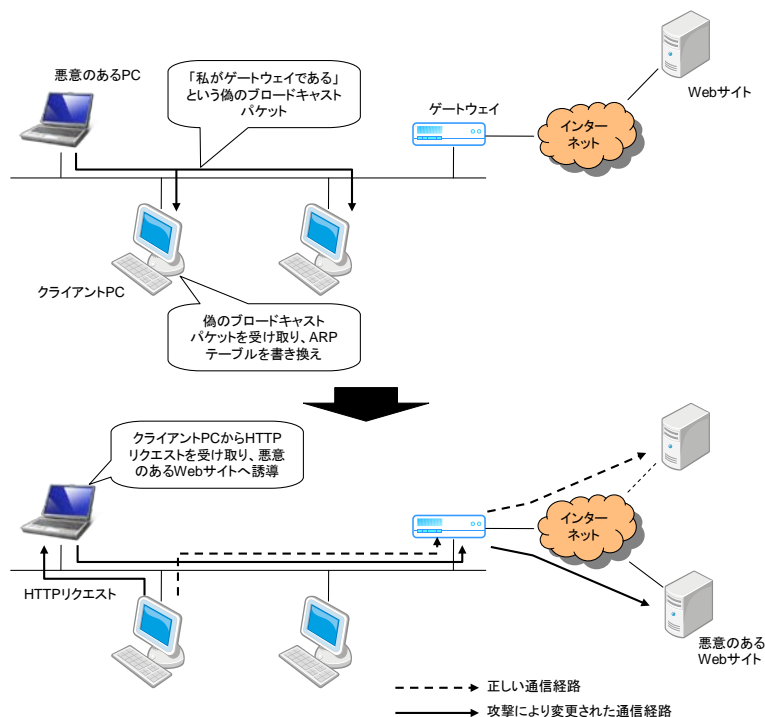 悪意のあるPC
「私がゲートウェイである」
という偽のブロードキャスト
パケット
ゲートウェイ
Webサイト
インター
ネット
クライアントPC
偽のブロードキャスト
パケットを受け取り、ARP
テーブルを書き換え
クライアントPCからHTTP
リクエストを受け取り、悪意
のあるWebサイトへ誘導
インター
ネット
HTTPリクエスト
悪意のある
Webサイト
正しい通信経路
攻撃により変更された通信経路